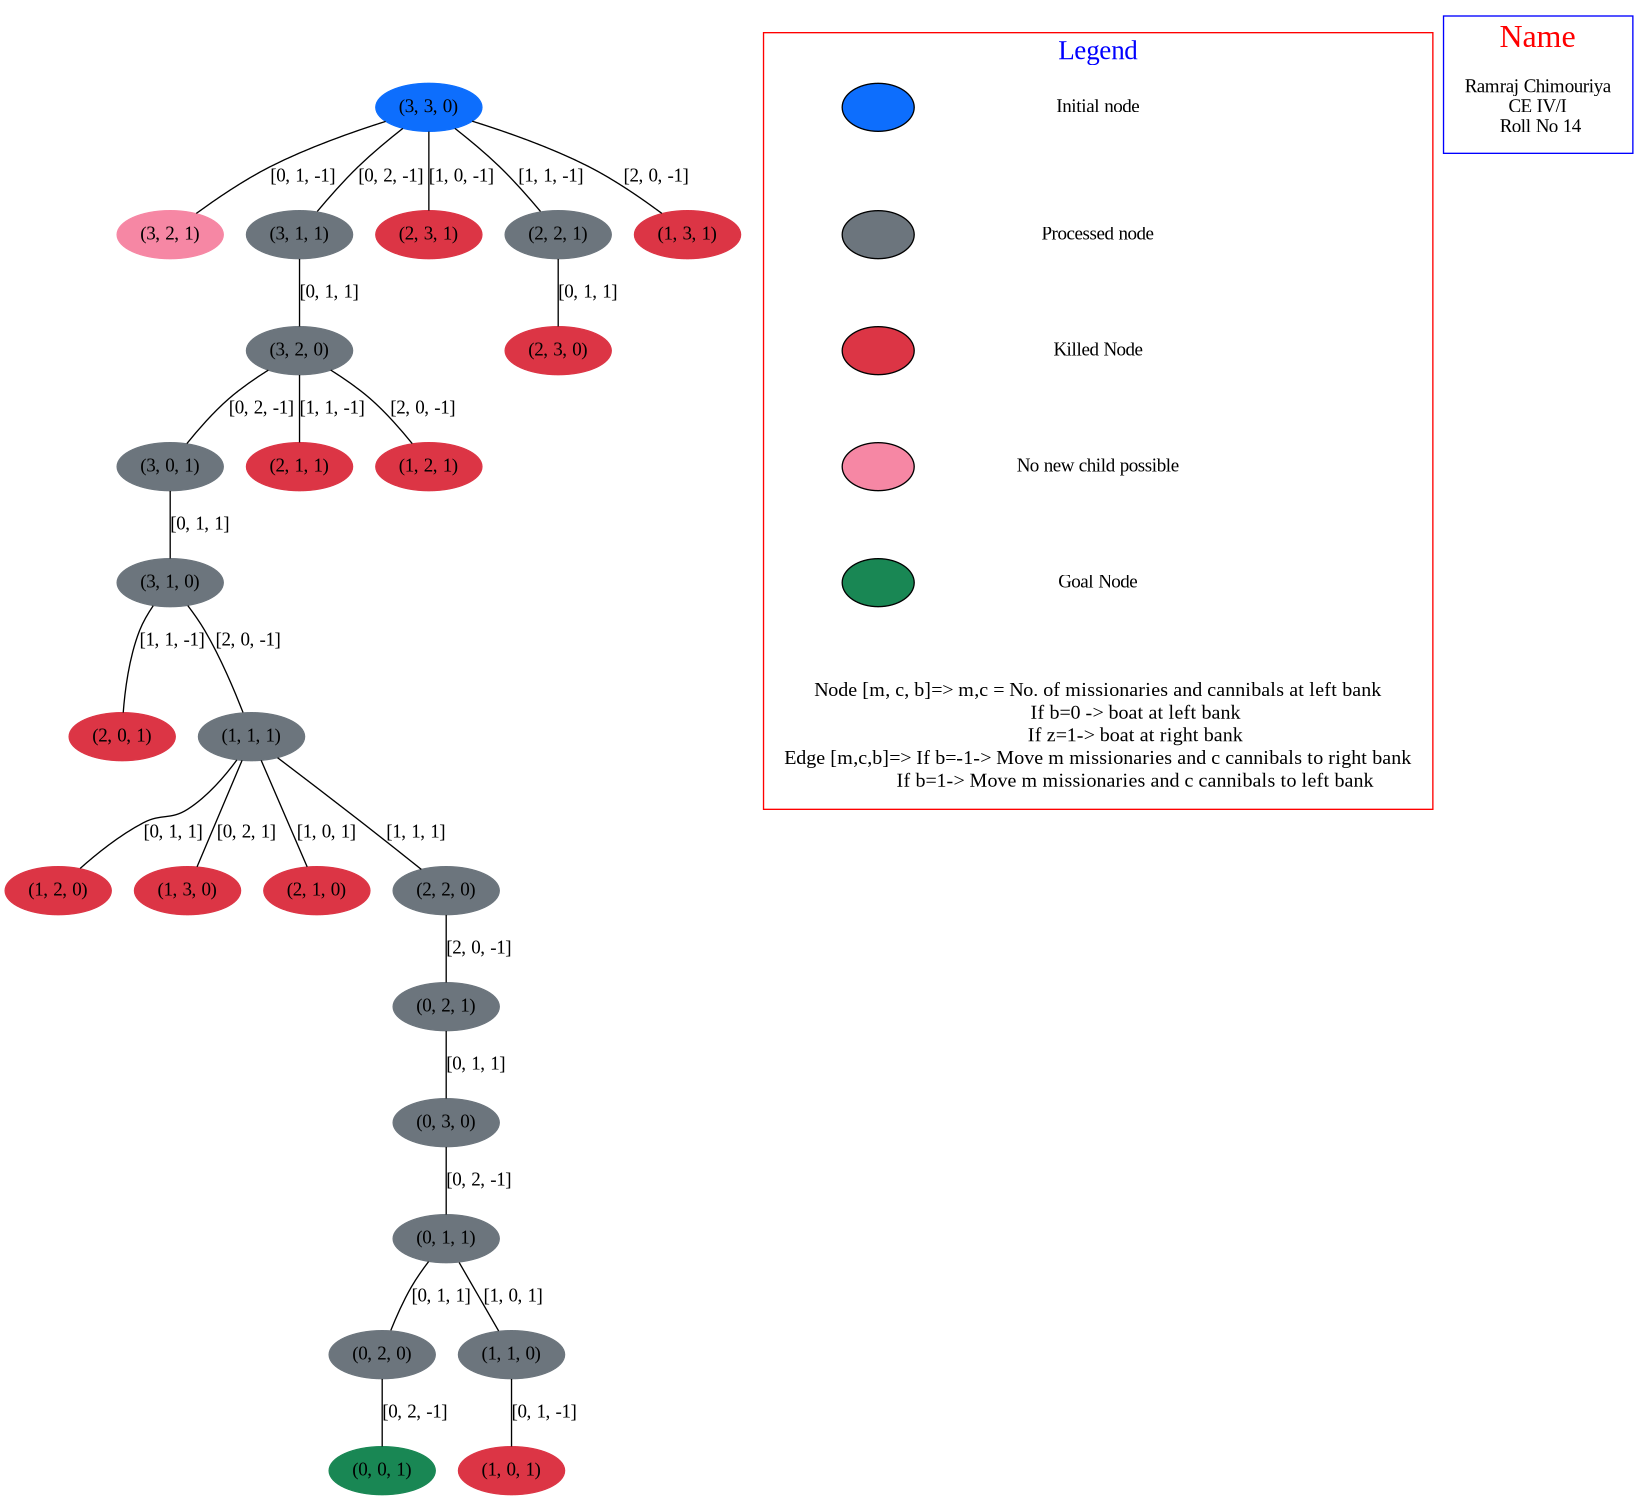 (3, 3, 0)
[0, 1, -1]
[0, 2, -1]
[1, 0, -1]
[1, 1, -1]
[2, 0, -1]
(3, 2, 1)
(3, 1, 1)
(2, 3, 1)
(2, 2, 1)
(1, 3, 1)
[0, 1, 1]
[0, 1, 1]
(3, 2, 0)
(2, 3, 0)
[0, 2, -1]
[1, 1, -1]
[2, 0, -1]
(3, 0, 1)
(2, 1, 1)
(1, 2, 1)
[0, 1, 1]
(3, 1, 0)
[1, 1, -1]
[2, 0, -1]
(2, 0, 1)
(1, 1, 1)
[0, 1, 1]
[0, 2, 1]
[1, 0, 1]
[1, 1, 1]
(1, 2, 0)
(1, 3, 0)
(2, 1, 0)
(2, 2, 0)
[2, 0, -1]
(0, 2, 1)
[0, 1, 1]
(0, 3, 0)
[0, 2, -1]
(0, 1, 1)
[0, 1, 1]
[1, 0, 1]
(0, 2, 0)
(1, 1, 0)
[0, 2, -1]
[0, 1, -1]
(0, 0, 1)
(1, 0, 1)
Legend
Initial node
Processed node
Killed Node
No new child possible
Goal Node
Node [m, c, b]=> m,c = No. of missionaries and cannibals at left bank
If b=0 -> boat at left bank
If z=1-> boat at right bank
Edge [m,c,b]=> If b=-1-> Move m missionaries and c cannibals to right bank
If b=1-> Move m missionaries and c cannibals to left bank
Name
Ramraj Chimouriya
CE IV/I
Roll No 14